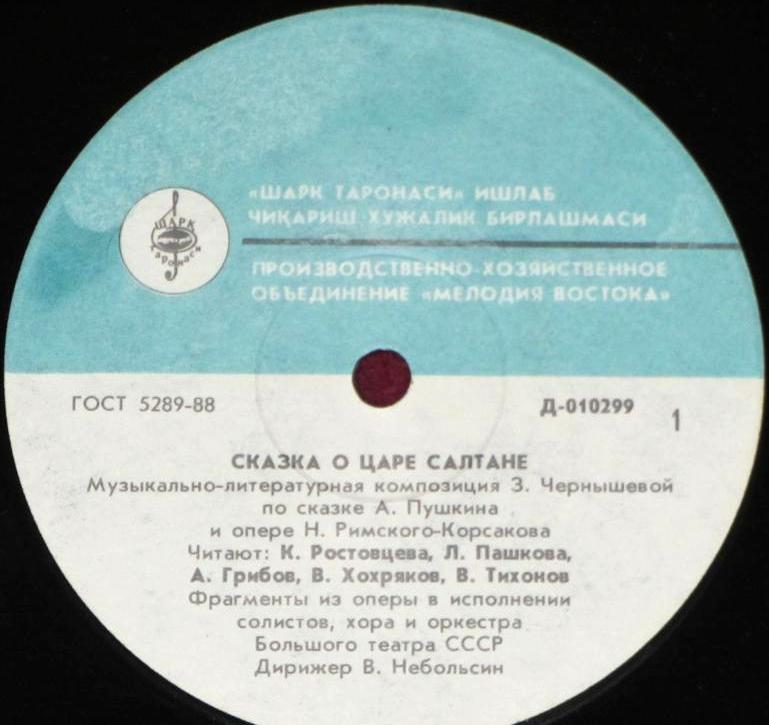 «ШАРК ТАРОНАСИ» ИШЛАБ
ЧИҚАРИШ ХУЖАЛИК БИРЛАШМАСИ
ШАРК
Таронаси
ПРОИЗВОДСТВЕННО-ХОЗЯЙСТВЕННОЕ
ОБЪЕДИНЕНИЕ «МЕЛОДИЯ ВОСТОКА»
ГОСТ 5289-88
Д-010299
1
СКАЗКА О ЦАРЕ САЛТАНЕ
Музыкально-литературная композиция З. Чернышевой
по сказке А. Пушкина
и опере Н. Римского-Корсакова
Читают: К. Ростовцева, Л. Пашкова,
А. Грибов, В. Хохряков, В. Тихонов
Фрагменты из оперы в исполнении
солистов, хора и оркестра
Большого театра СССР
Дирижер В. Небольсин